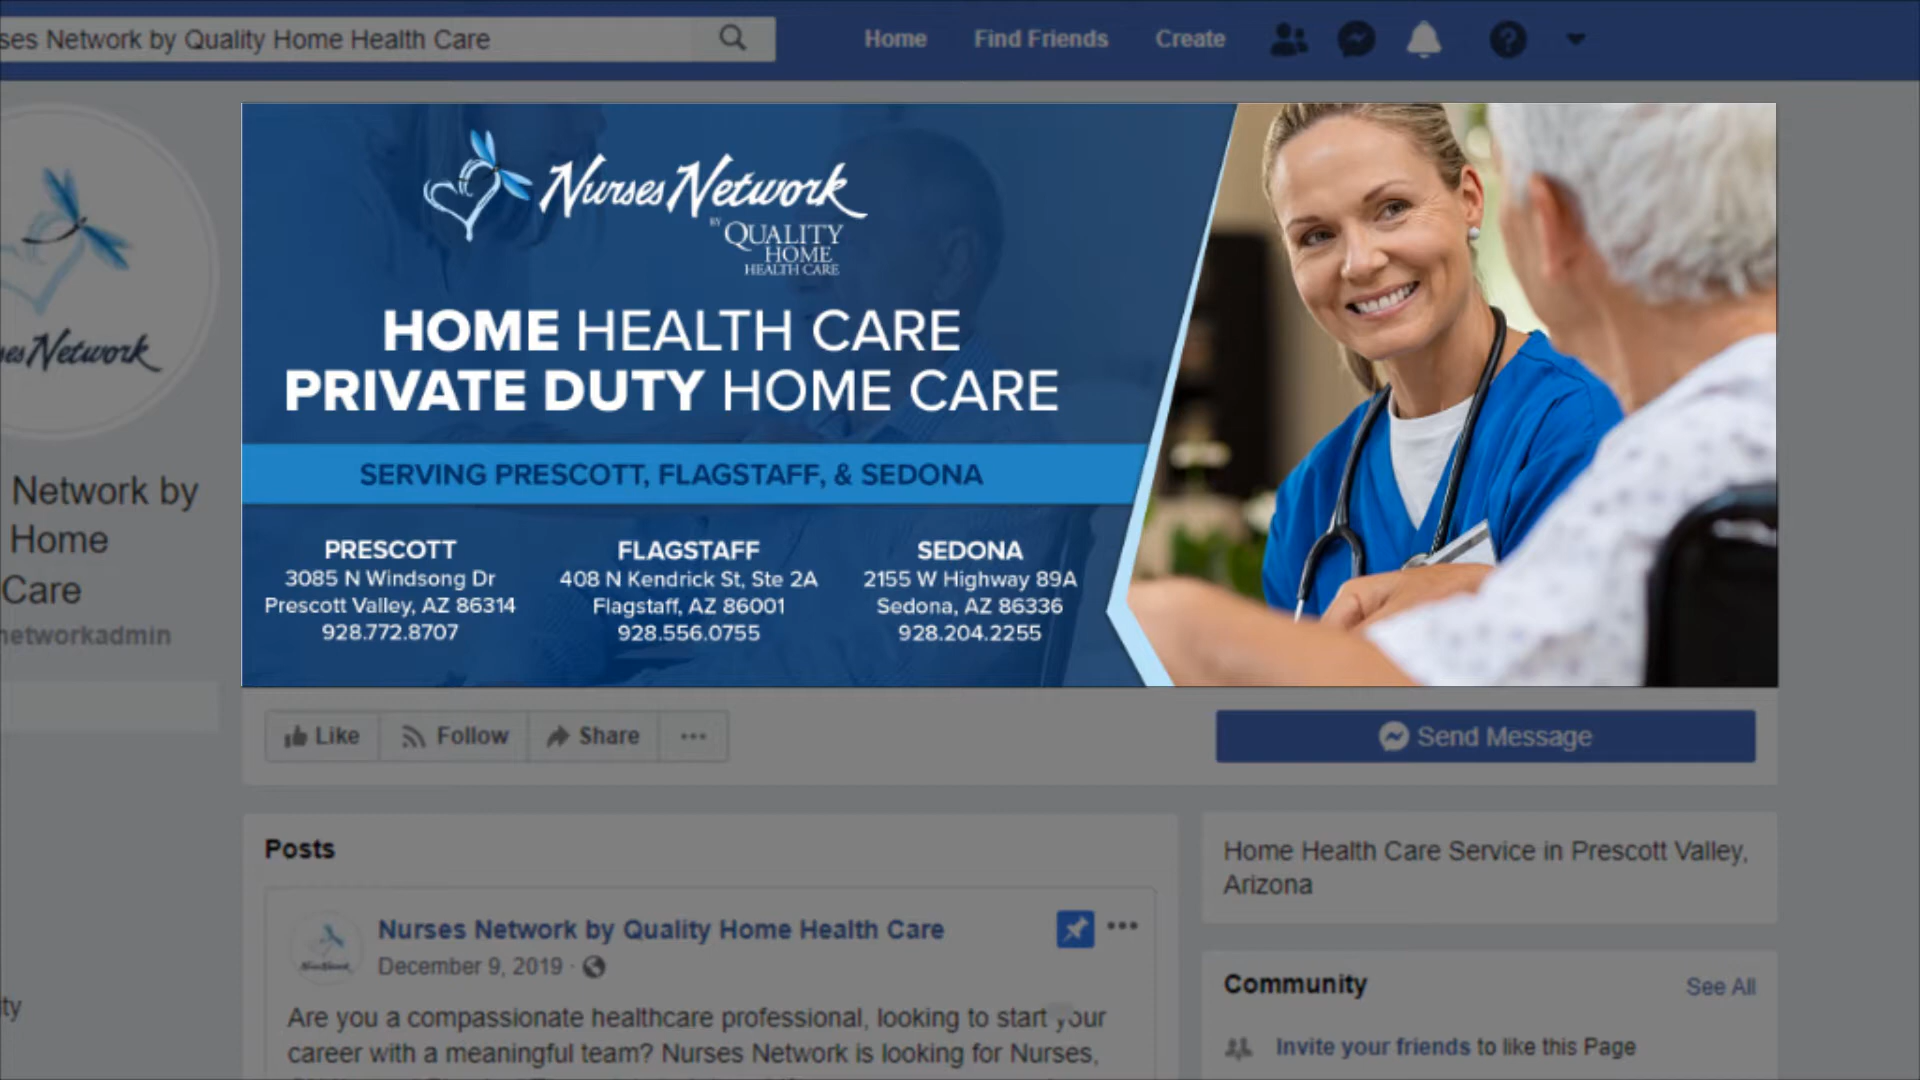 ses Network by Quality Home Health Care
Home
Find Friends
Create
Nurses Network
BY QUALITY
HOME
HEALTH CARE
HOME HEALTH CARE
PRIVATE DUTY HOME CARE
SERVING PRESCOTT, FLAGSTAFF, & SEDONA
PRESCOTT
3085 N Windsong Dr
Prescott Valley, AZ 86314
928.772.8707
FLAGSTAFF
408 N Kendrick St, Ste 2A
Flagstaff, AZ 86001
928.556.0755
SEDONA
2155 W Highway 89A
Sedona, AZ 86336
928.204.2255
ses Network
Network by
Home
Care
networkadmin
Like
Follow
Share
Send Message
Posts
Nurses Network by Quality Home Health Care
December 9, 2019
Are you a compassionate healthcare professional, looking to start your
career with a meaningful team? Nurses Network is looking for Nurses,
Home Health Care Service in Prescott Valley,
Arizona
Community
See All
Invite your friends to like this Page
ty